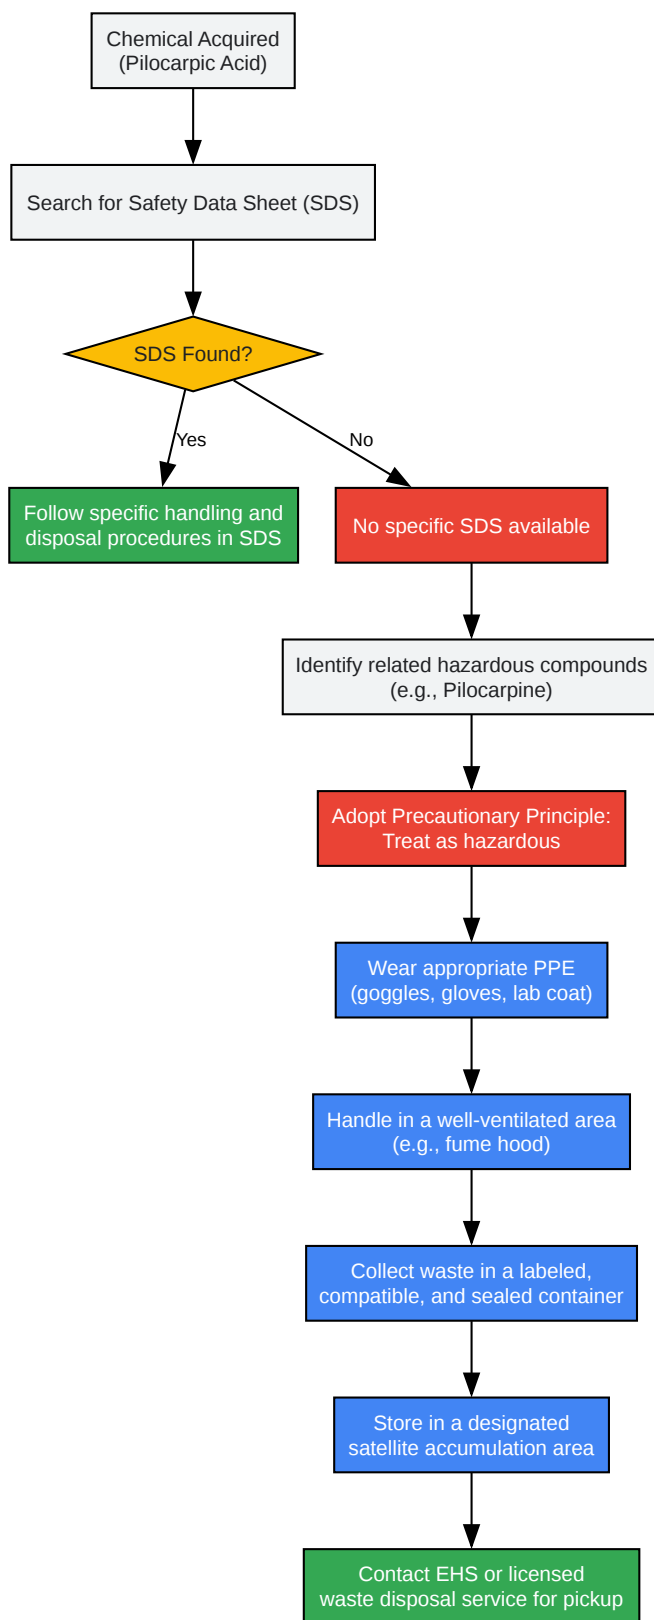 Chemical Acquired
(Pilocarpic Acid)
Search for Safety Data Sheet (SDS)
SDS Found?
Yes
No
Follow specific handling and
disposal procedures in SDS
No specific SDS available
Identify related hazardous compounds
(e.g., Pilocarpine)
Adopt Precautionary Principle:
Treat as hazardous
Wear appropriate PPE
(goggles, gloves, lab coat)
Handle in a well-ventilated area
(e.g., fume hood)
Collect waste in a labeled,
compatible, and sealed container
Store in a designated
satellite accumulation area
Contact EHS or licensed
waste disposal service for pickup